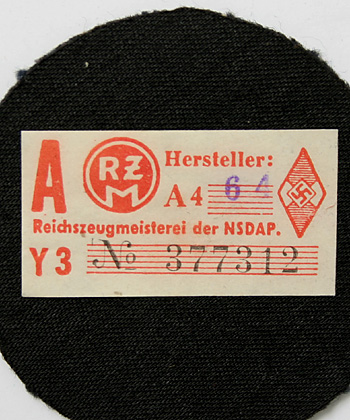 A RZM Hersteller:
A4 64
Reichszeugmeisterei der NSDAP.
Y3 № 377312